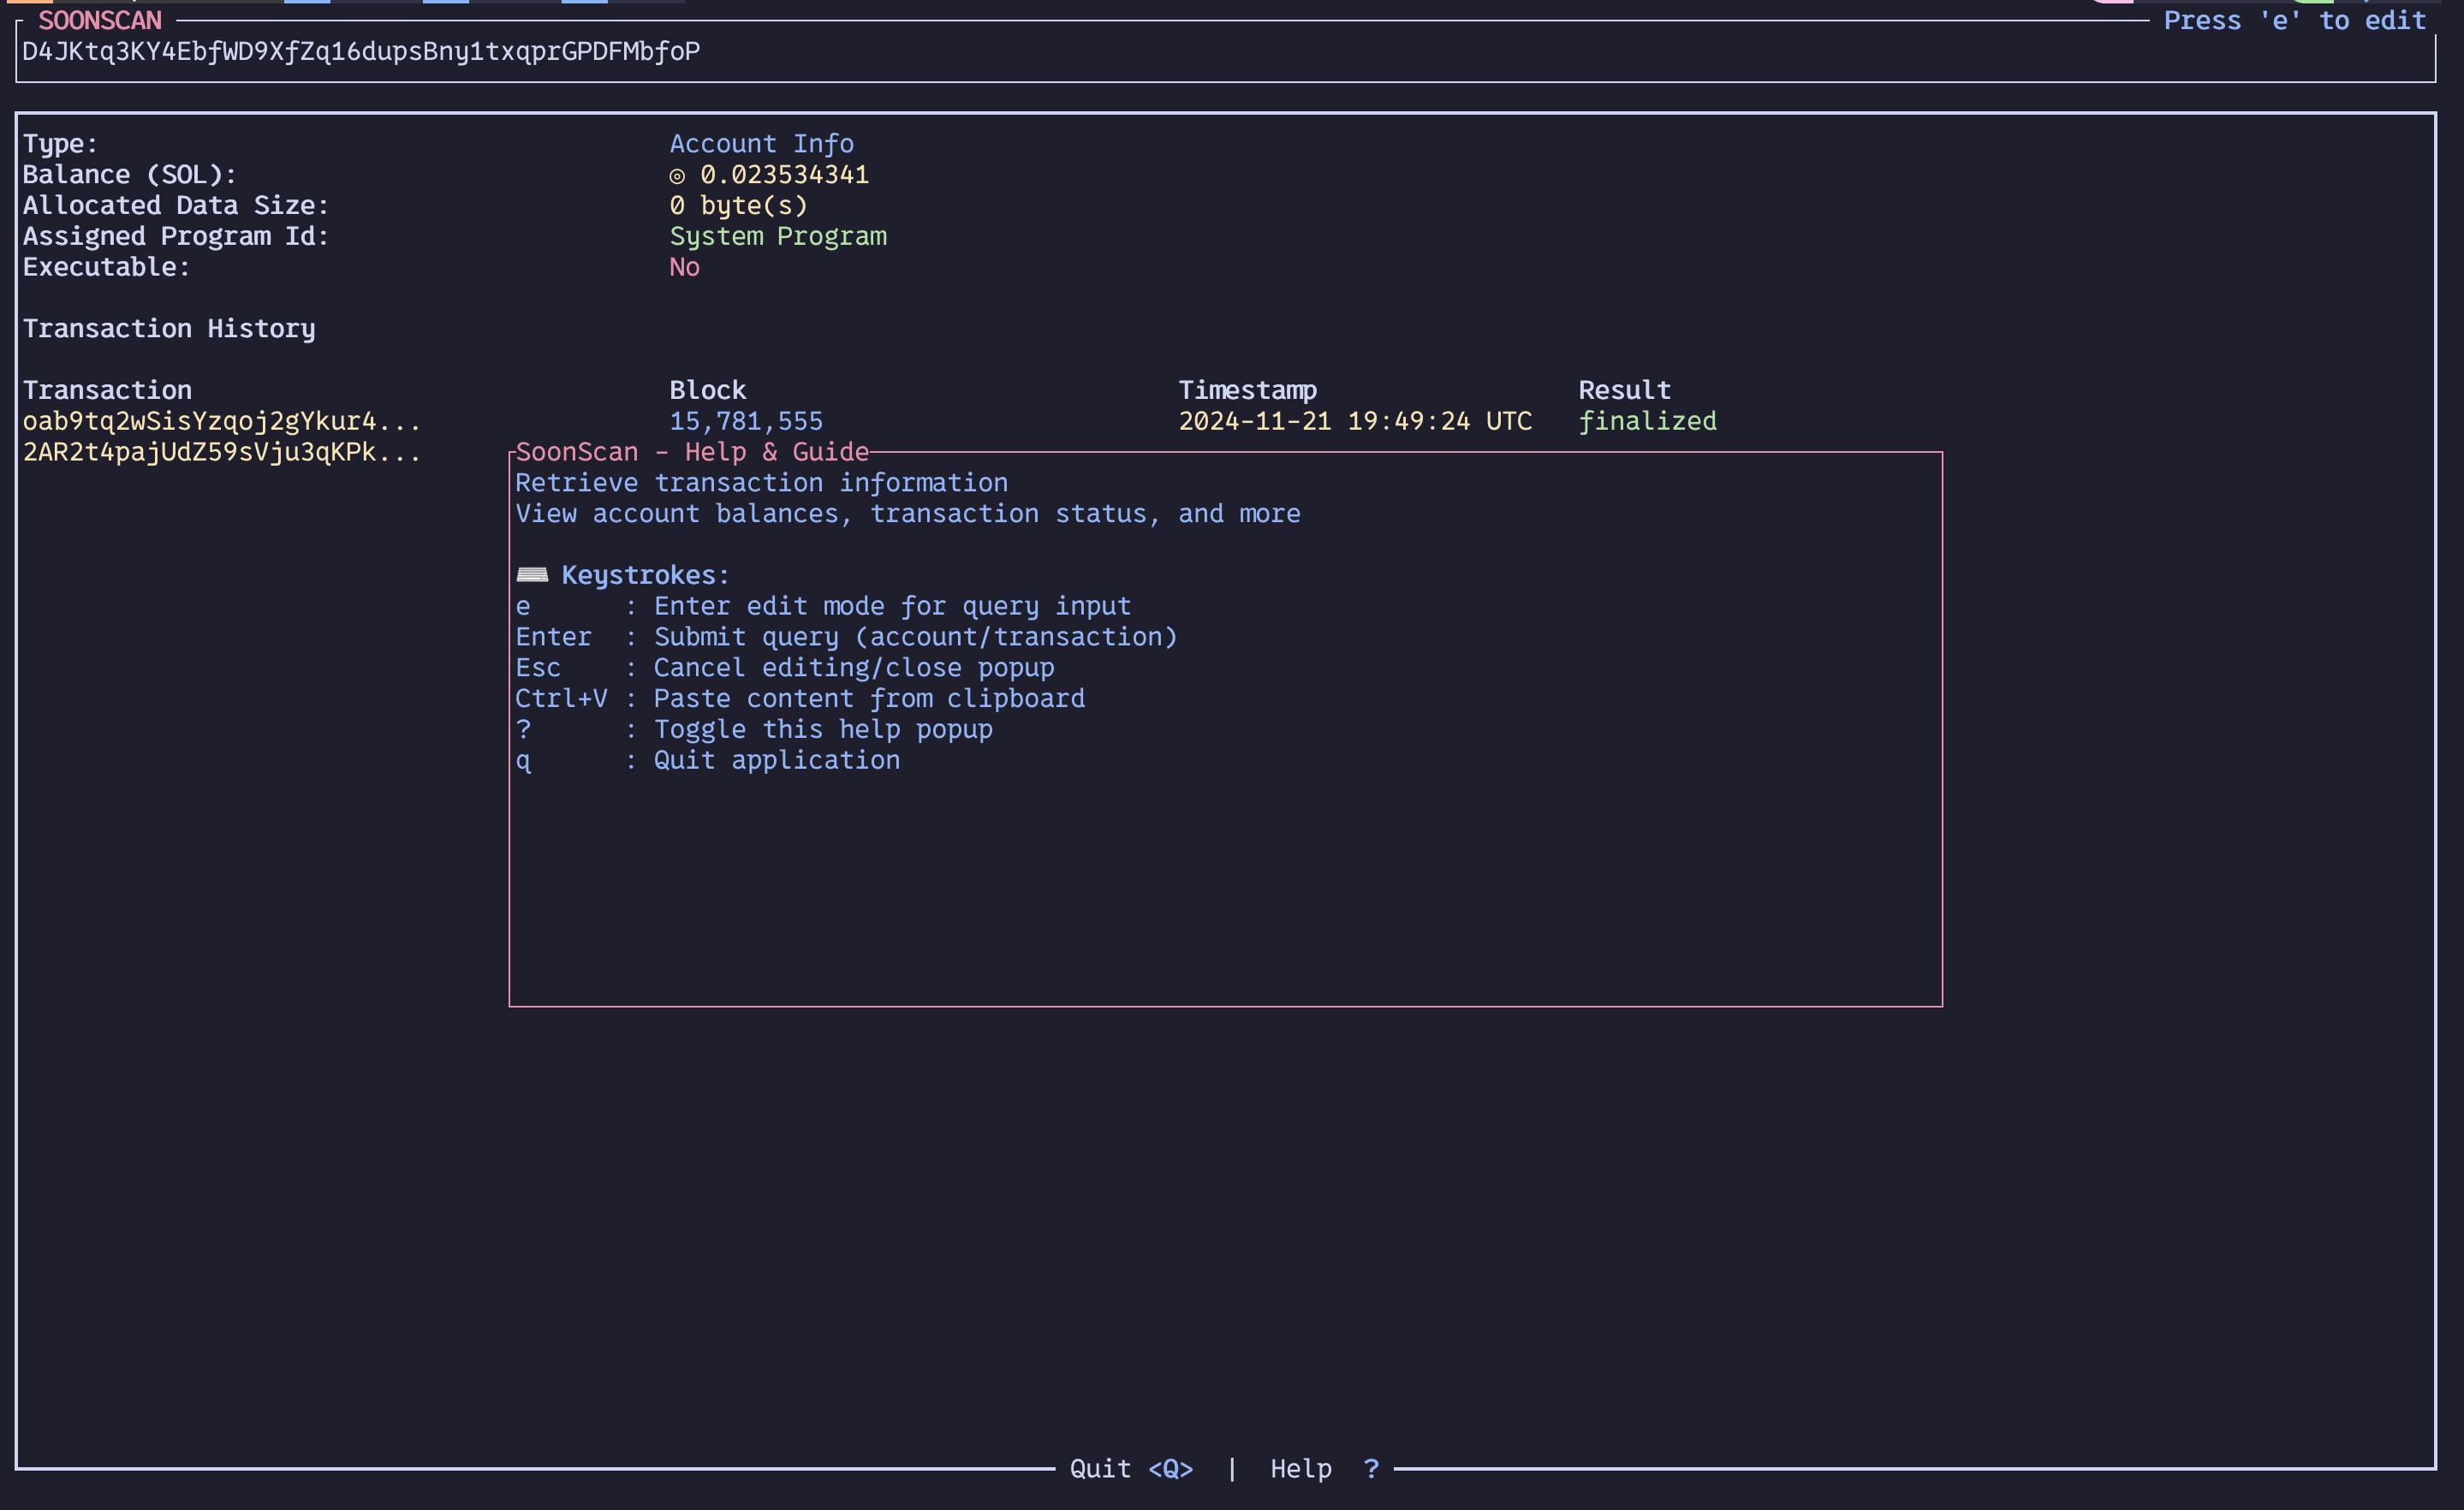 SOONSCAN Press 'e' to edit
D4JKtq3KY4EbfWD9XfZq16dupsBny1txqprGPDFMbfoP
Type: Account Info
Balance (SOL): ◎ 0.023534341
Allocated Data Size: 0 byte(s)
Assigned Program Id: System Program
Executable: No
Transaction History
Transaction Block Timestamp Result
oab9tq2wSisYzqoj2gYkur4... 15,781,555 2024-11-21 19:49:24 UTC finalized
2AR2t4pajUdZ59sVju3qKPk...
SoonScan - Help & Guide
Retrieve transaction information
View account balances, transaction status, and more
⌨ Keystrokes:
e : Enter edit mode for query input
Enter : Submit query (account/transaction)
Esc : Cancel editing/close popup
Ctrl+V : Paste content from clipboard
? : Toggle this help popup
q : Quit application
Quit <Q> | Help ?